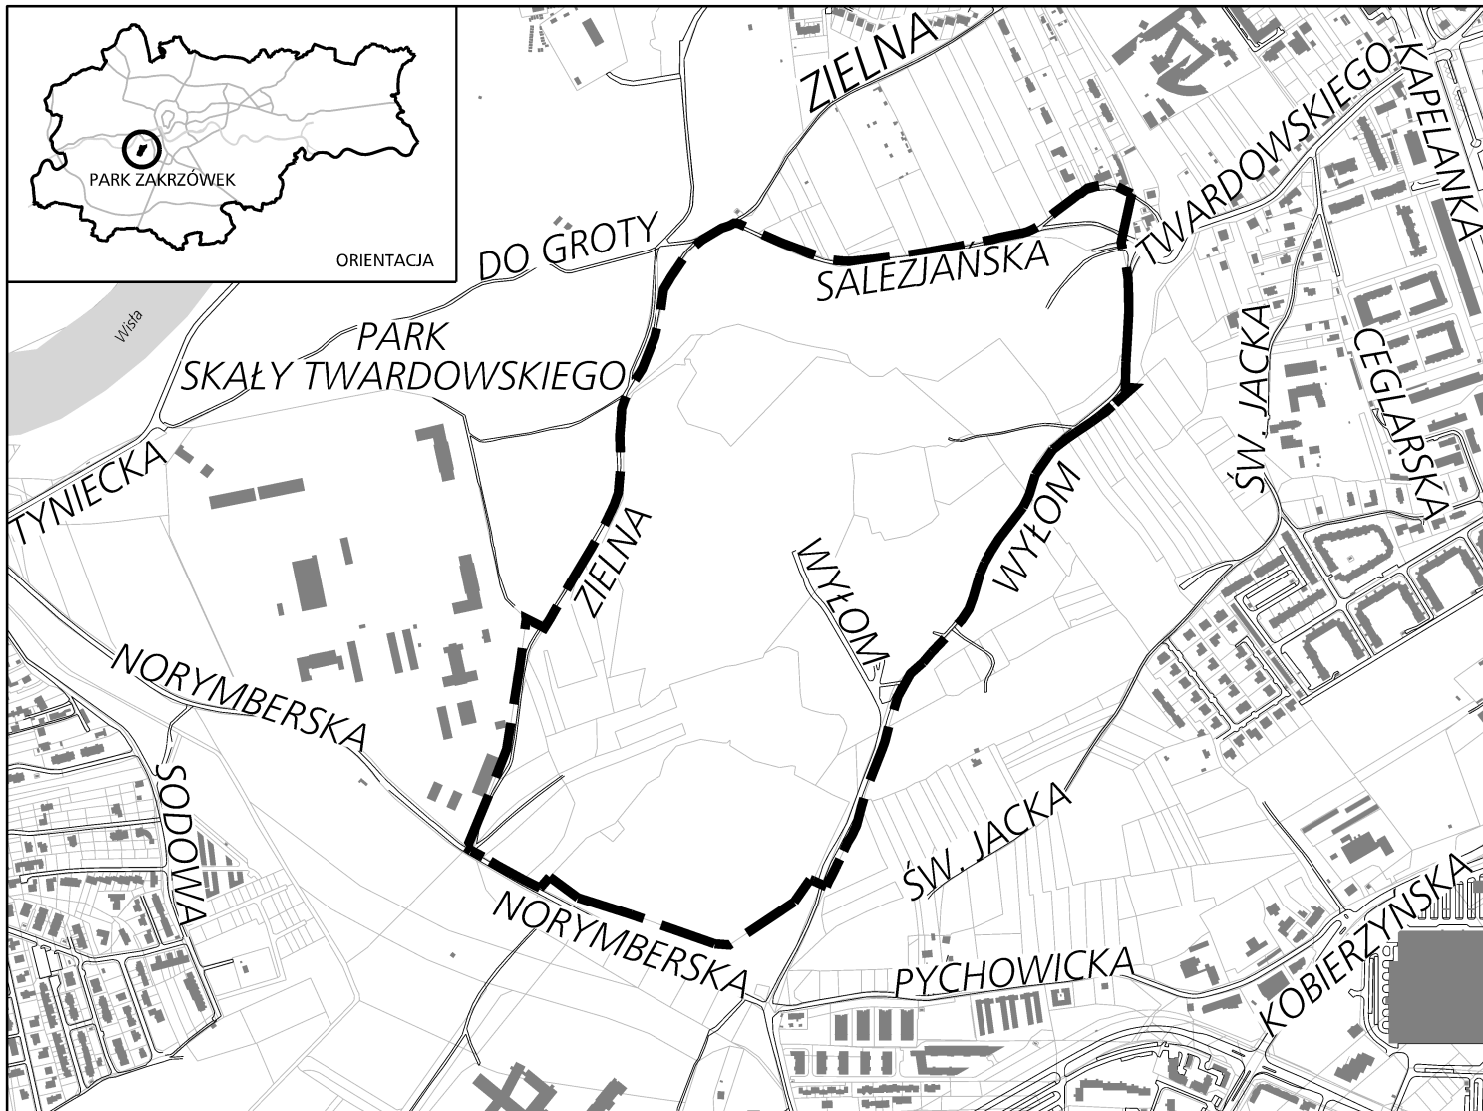 PARK ZAKRZÓWEK
ORIENTACJA
ZIELNA
KAPELANKA
TWARDOWSKIEGO
DO GROTY
SALEZJAŃSKA
Wisła
PARK
SKAŁY TWARDOWSKIEGO
ŚW. JACKA
CEGLARSKA
TYNIECKA
ZIELNA
WYŁOM
WYŁOM
NORYMBERSKA
SODOWA
ŚW. JACKA
NORYMBERSKA
PYCHOWICKA
KOBIERZYNSKA